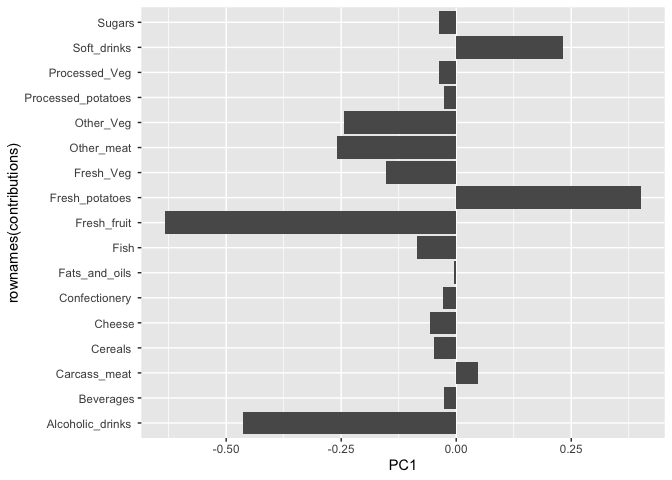 Sugars
Soft_drinks
Processed_Veg
Processed_potatoes
Other_Veg
Other_meat
Fresh_Veg
Fresh_potatoes
Fresh_fruit
Fish
Fats_and_oils
Confectionery
Cheese
Cereals
Carcass_meat
Beverages
Alcoholic_drinks
rownames(contributions)
-0.50 -0.25 0.00 0.25
PC1